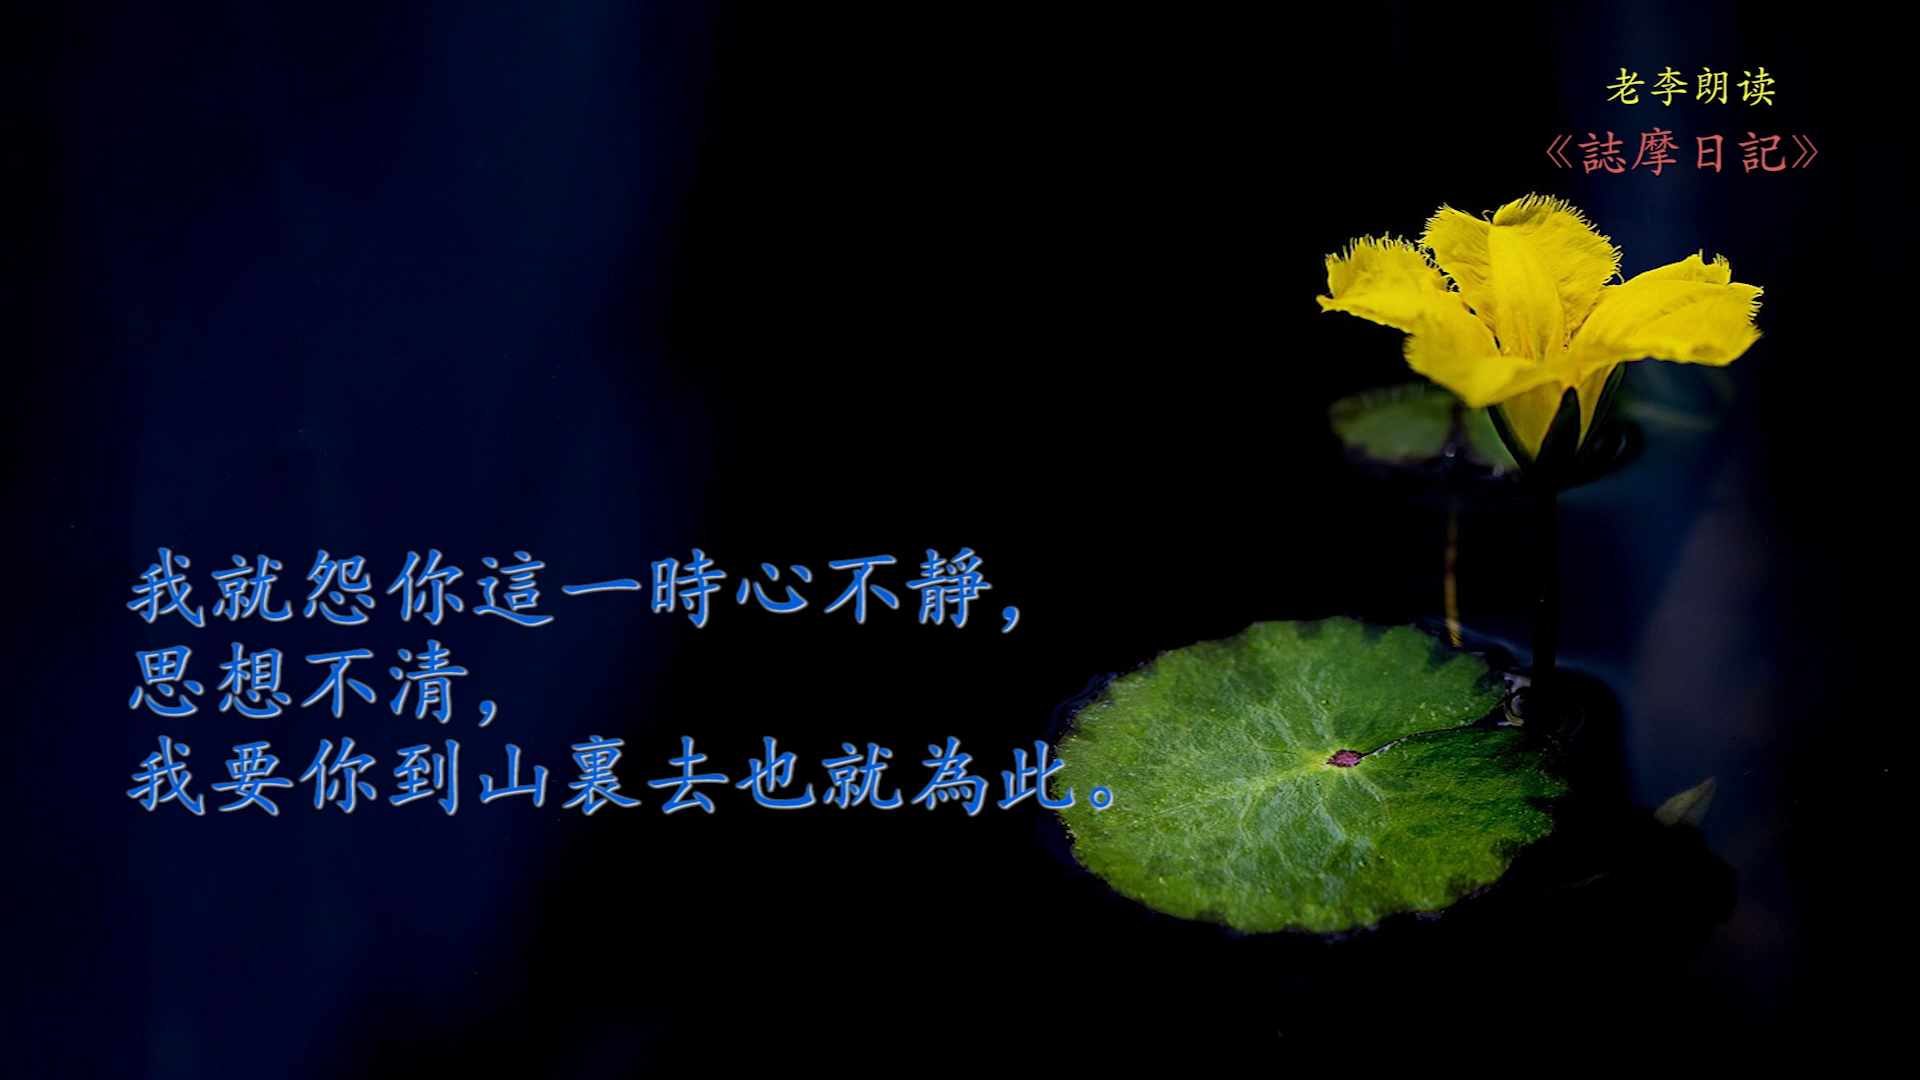 老李朗读
《誌摩日記》
我就怨你這一時心不靜，
思想不清，
我要你到山裏去也就為此。